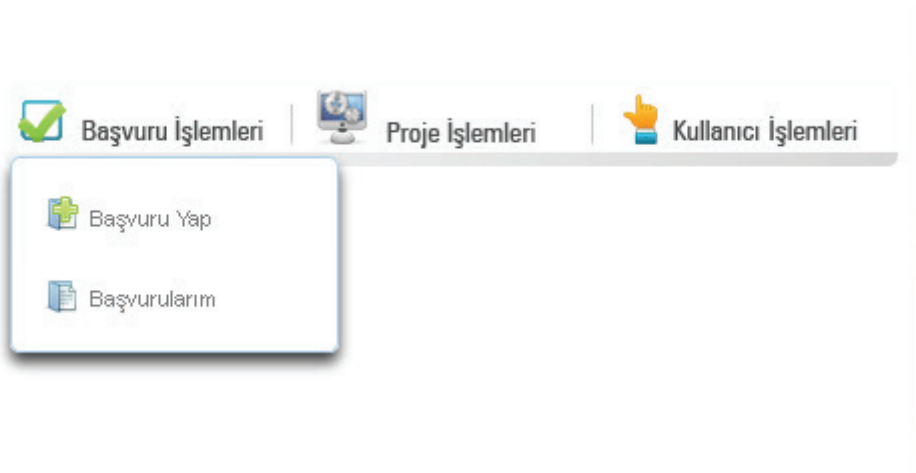 Başvuru İşlemleri
Proje İşlemleri
Kullanıcı İşlemleri
Başvuru Yap
Başvurularım